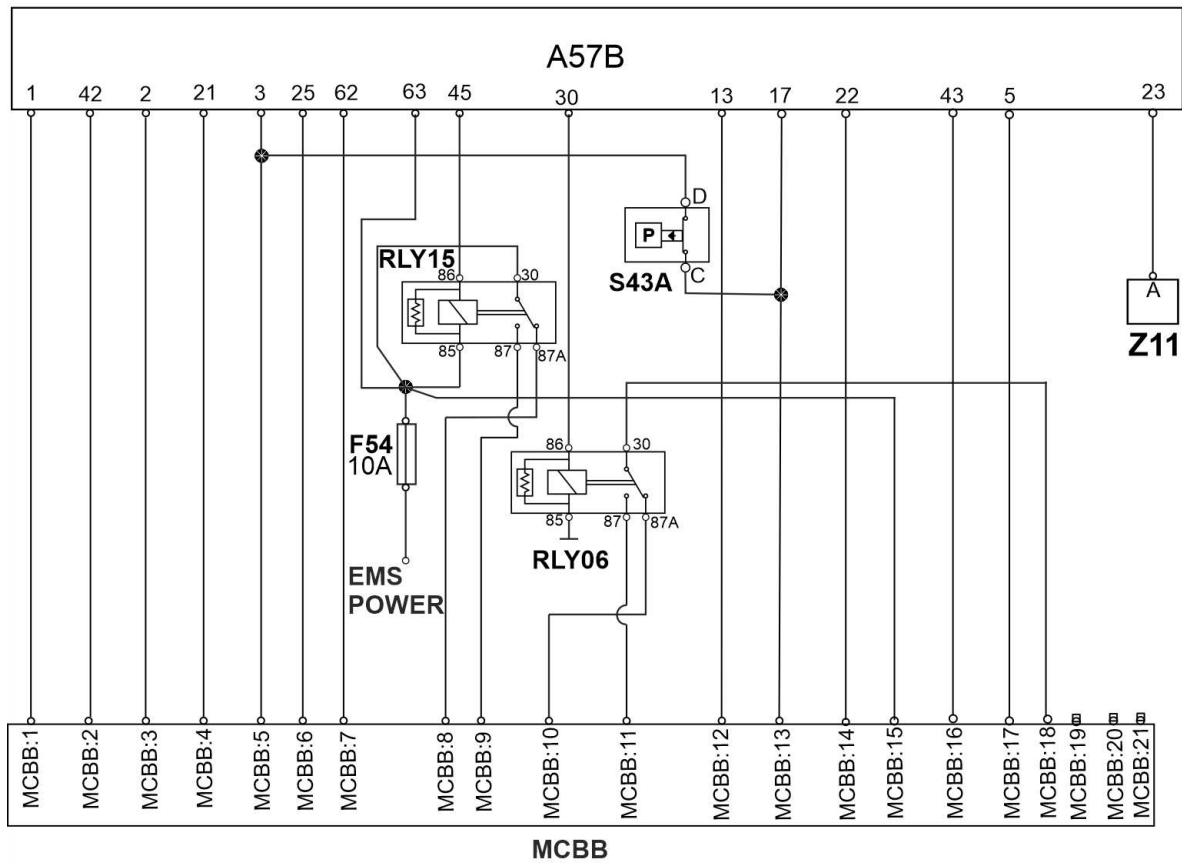 A57B
1 42 2 21 3 25 62 63 45 30 13 17 22 43 5 23
D
P
S43A
C
RLY15
86
30
A
Z11
85
87
87A
F54
10A
86
30
85
87
87A
RLY06
EMS
POWER
MCBB:1
MCBB:2
MCBB:3
MCBB:4
MCBB:5
MCBB:6
MCBB:7
MCBB:8
MCBB:9
MCBB:10
MCBB:11
MCBB:12
MCBB:13
MCBB:14
MCBB:15
MCBB:16
MCBB:17
MCBB:18
MCBB:19
MCBB:20
MCBB:21
MCBB